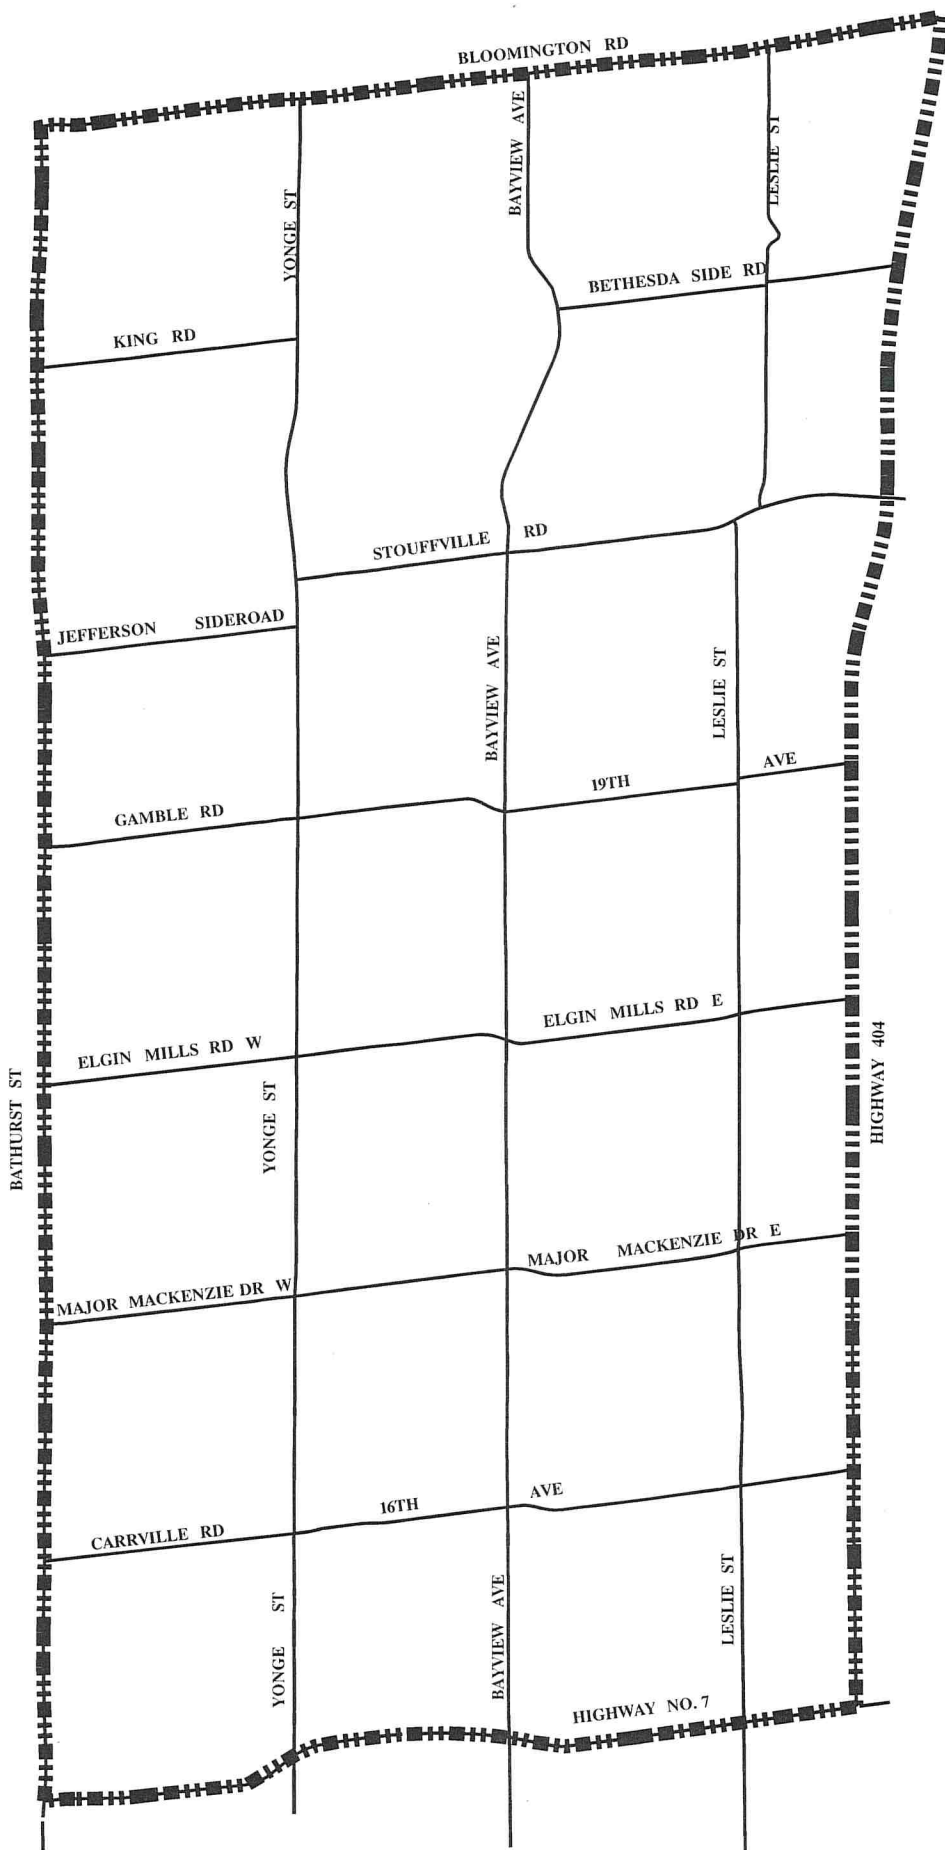 BLOOMINGTON RD
BAYVIEW AVE
LESLIE ST
YONGE ST
BETHESDA SIDE RD
KING RD
STOUFFVILLE RD
JEFFERSON SIDEROAD
BAYVIEW AVE
LESLIE ST
19TH AVE
GAMBLE RD
ELGIN MILLS RD E
ELGIN MILLS RD W
HIGHWAY 404
BATHURST ST
YONGE ST
MAJOR MACKENZIE DR E
MAJOR MACKENZIE DR W
16TH AVE
CARRVILLE RD
LESLIE ST
BAYVIEW AVE
YONGE ST
HIGHWAY NO. 7